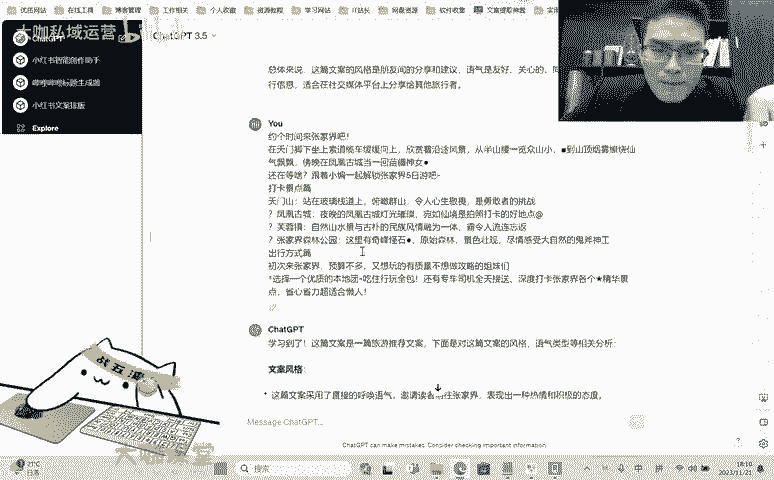 优质网站 在线工具 博客管理 工作相关 个人收藏 资源教程 学习网站 IT站长 网盘资源 软件收集 文案提取神器
大咖私域运营
ChatGPT
ChatGPT 3.5
小红书智能创作助手
哔哩哔哩标题生成器
小红书文案排版
Explore
总体来说，这篇文案的风格是朋友间的分享和建议，语气是友好、关心的，
行信息，适合在社交媒体平台上分享给其他旅行者。
You
约个时间来张家界吧！
在天门脚下坐上索道缆车缓缓向上，欣赏着沿途风景，从半山腰一览众山小，■到山顶烟雾缭绕仙
气飘飘，傍晚在凤凰古城当一回苗疆神女●
还在等啥？跟着小编一起解锁张家界5日游吧~
打卡景点篇
天门山：站在玻璃栈道上，俯瞰群山，令人心生敬畏，是勇敢者的挑战
？凤凰古城：夜晚的凤凰古城灯光璀璨，宛如仙境是拍照打卡的好地点@
？芙蓉镇：自然山水景与古朴的民族风情融为一体，霸令人流连忘返
？张家界森林公园：这里有奇峰怪石●、原始森林，景色壮观，尽情感受大自然的鬼斧神工
出行方式篇
初次来张家界，预算不多，又想玩的有质量不想做攻略的姐妹们
*选择一个优质的本地团*吃住行玩全包！还有专车司机全天接送、深度打卡张家界各个★精华景
点，省心省力超适合懒人！
ChatGPT
学习到了！这篇文案是一篇旅游推荐文案，下面是对这篇文案的风格，语气类型等相关分析：
文案风格：
这篇文案采用了直接的呼唤语气，邀请读者前往张家界，表现出一种热情和积极的态度。
Message ChatGPT...
ChatGPT can make mistakes. Consider checking important information.
大咖课堂
21°C
搜索
中
拼
18:10
2023/11/21